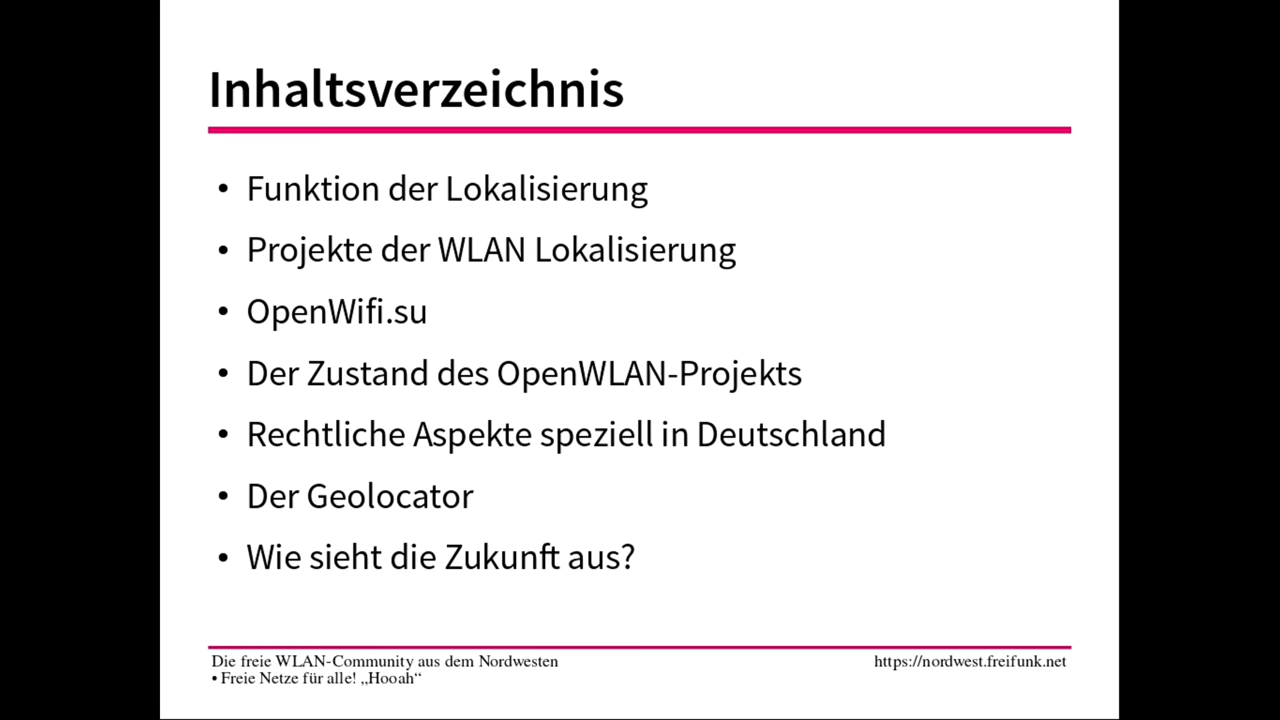 Inhaltsverzeichnis
• Funktion der Lokalisierung
• Projekte der WLAN Lokalisierung
• OpenWifi.su
• Der Zustand des OpenWLAN-Projekts
• Rechtliche Aspekte speziell in Deutschland
• Der Geolocator
• Wie sieht die Zukunft aus?
Die freie WLAN-Community aus dem Nordwesten
• Freie Netze für alle! „Hooah“
https://nordwest.freifunk.net